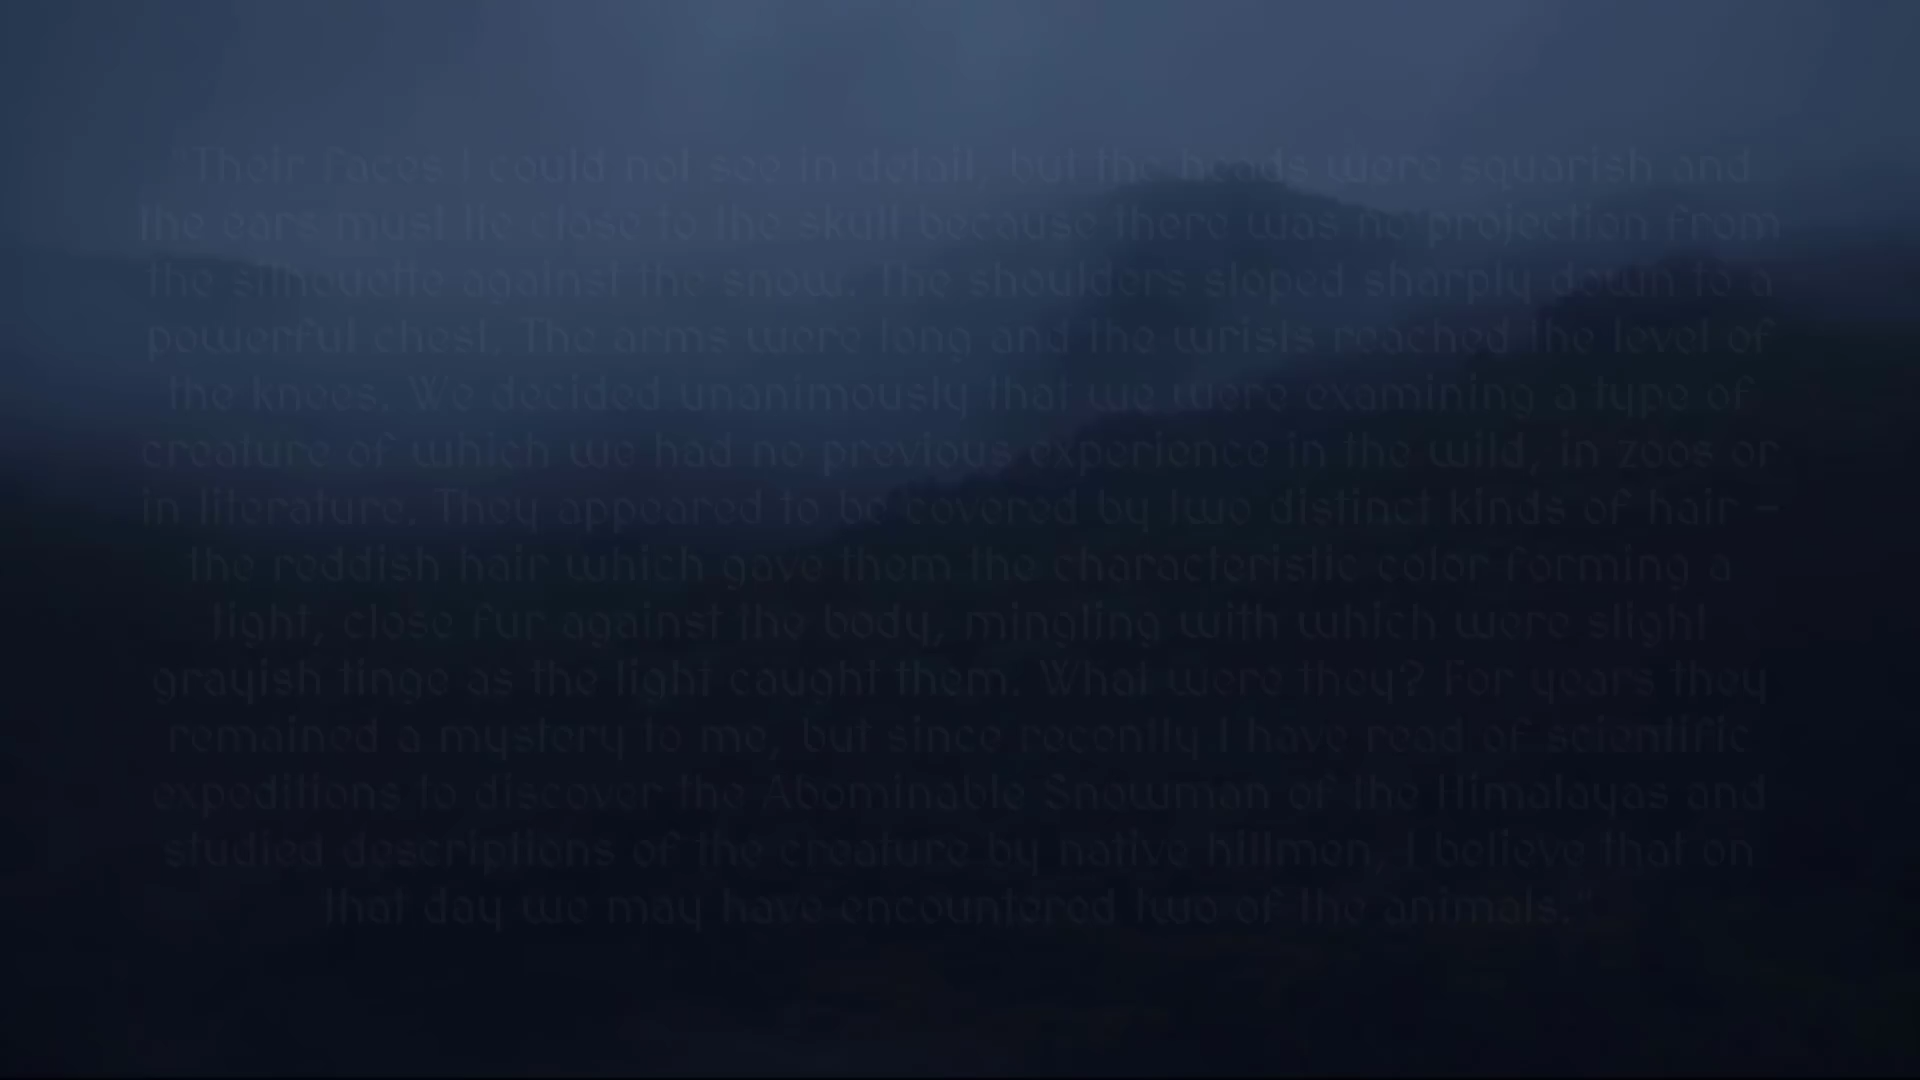 "Their faces I could not see in detail, but the heads were squarish and
the ears must lie close to the skull because there was no projection from
the silhouette against the snow. The shoulders sloped sharply down to a
powerful chest. The arms were long and the wrists reached the level of
the knees. We decided unanimously that we were examining a type of
creature of which we had no previous experience in the wild, in zoos or
in literature. They appeared to be covered by two distinct kinds of hair –
the reddish hair which gave them the characteristic color forming a
light, close fur against the body, mingling with which were slight
grayish tinge as the light caught them. What were they? For years they
remained a mystery to me, but since recently I have read of scientific
expeditions to discover the Abominable Snowman of the Himalayas and
studied descriptions of the creature by native hillmen, I believe that on
that day we may have encountered two of the animals."